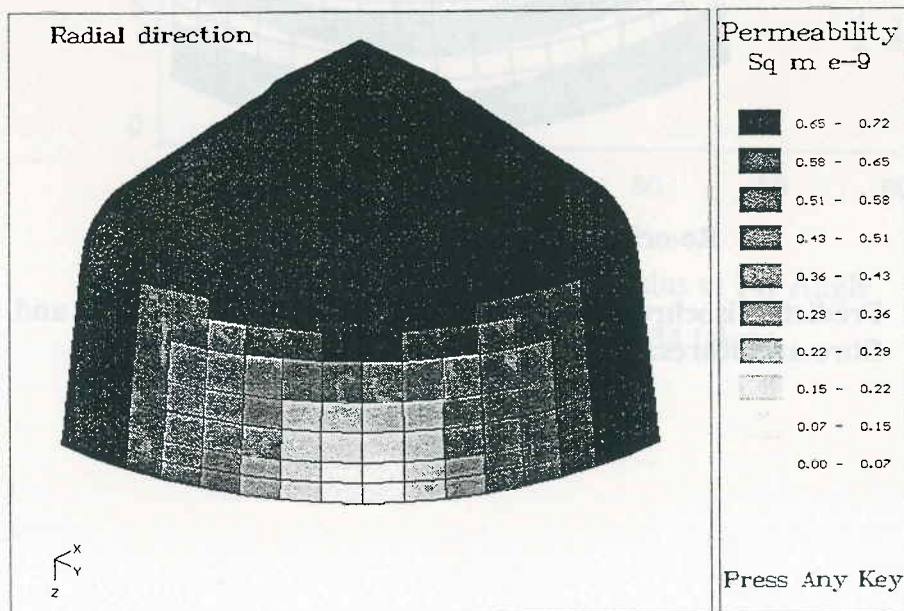 Radial direction
Permeability
Sq m e-9
0.65 - 0.72
0.58 - 0.65
0.51 - 0.58
0.43 - 0.51
0.36 - 0.43
0.29 - 0.36
0.22 - 0.29
0.15 - 0.22
0.07 - 0.15
0.00 - 0.07
X
Y
Z
Press Any Key